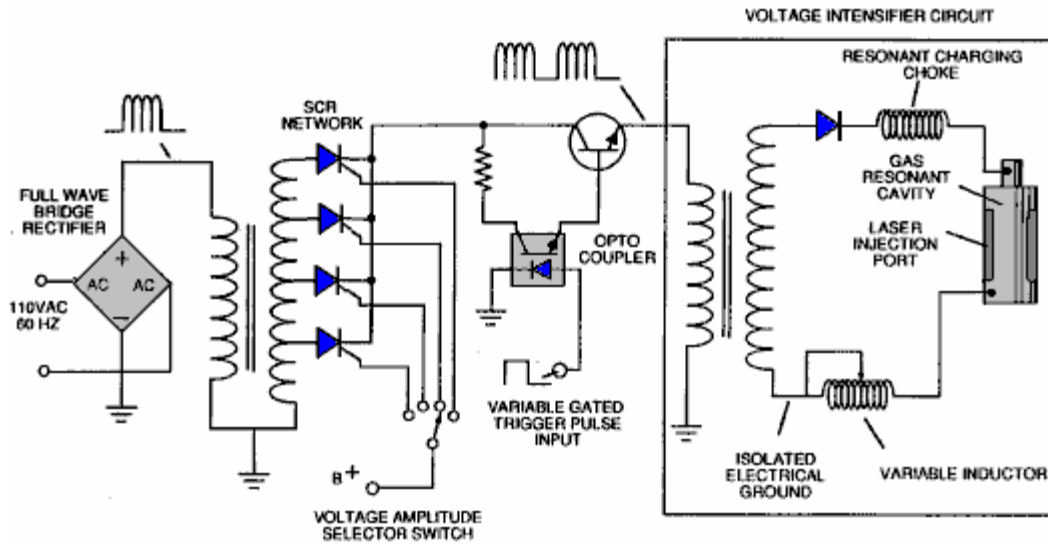 VOLTAGE INTENSIFIER CIRCUIT
RESONANT CHARGING
CHOKE
SCR
NETWORK
GAS
RESONANT
CAVITY
FULL WAVE
BRIDGE
RECTIFIER
OPTO
COUPLER
LASER
INJECTION
PORT
+
AC AC
−
110VAC
60 HZ
VARIABLE GATED
TRIGGER PULSE
INPUT
B+
ISOLATED
ELECTRICAL
GROUND
VARIABLE INDUCTOR
VOLTAGE AMPLITUDE
SELECTOR SWITCH